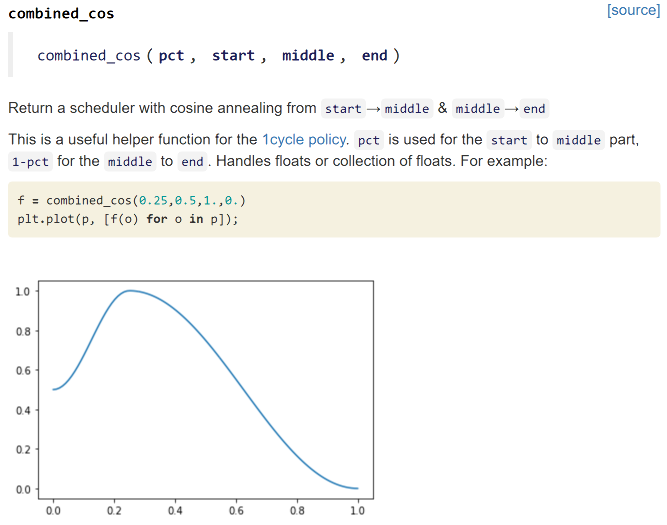 combined_cos [source]
combined_cos ( pct , start , middle , end )
Return a scheduler with cosine annealing from start → middle & middle → end
This is a useful helper function for the 1cycle policy. pct is used for the start to middle part,
1-pct for the middle to end . Handles floats or collection of floats. For example:
f = combined_cos(0.25,0.5,1.,0.)
plt.plot(p, [f(o) for o in p]);
1.0
0.8
0.6
0.4
0.2
0.0
0.0 0.2 0.4 0.6 0.8 1.0